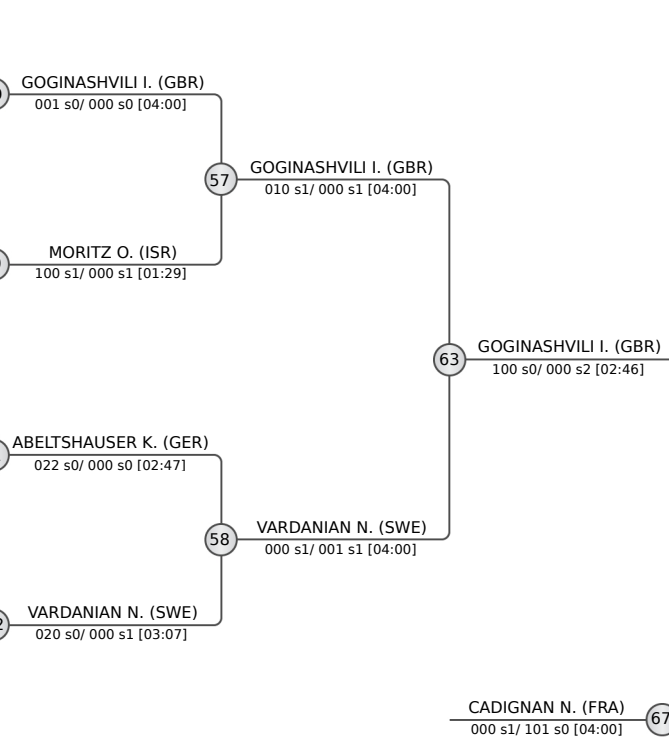 GOGINASHVILI I. (GBR)
001 s0/ 000 s0 [04:00]
57
GOGINASHVILI I. (GBR)
010 s1/ 000 s1 [04:00]
MORITZ O. (ISR)
100 s1/ 000 s1 [01:29]
63
GOGINASHVILI I. (GBR)
100 s0/ 000 s2 [02:46]
ABELTSHAUSER K. (GER)
022 s0/ 000 s0 [02:47]
58
VARDANIAN N. (SWE)
000 s1/ 001 s1 [04:00]
VARDANIAN N. (SWE)
020 s0/ 000 s1 [03:07]
CADIGNAN N. (FRA)
000 s1/ 101 s0 [04:00]
67